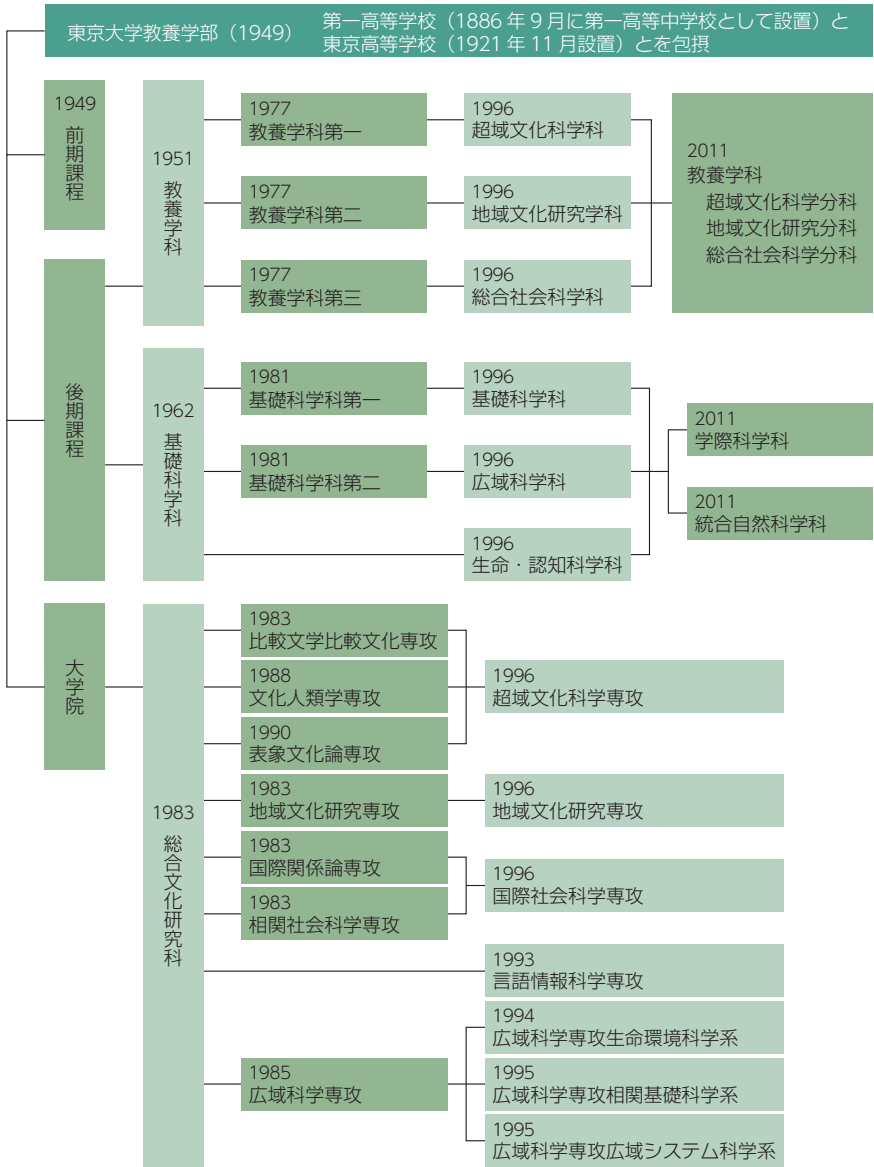 東京大学教養学部（1949） 第一高等学校（1886 年 9 月に第一高等中学校として設置）と
東京高等学校（1921 年 11 月設置）とを包摂
1949
前期課程
1951
教養学科
1977
教養学科第一
1996
超域文化科学科
1977
教養学科第二
1996
地域文化研究学科
1977
教養学科第三
1996
総合社会科学科
2011
教養学科
超域文化科学分科
地域文化研究分科
総合社会科学分科
後期課程
1962
基礎科学科
1981
基礎科学科第一
1996
基礎科学科
1981
基礎科学科第二
1996
広域科学科
1996
生命・認知科学科
2011
学際科学科
2011
統合自然科学科
大学院
1983
総合文化研究科
1983
比較文学比較文化専攻
1988
文化人類学専攻
1990
表象文化論専攻
1996
超域文化科学専攻
1983
地域文化研究専攻
1996
地域文化研究専攻
1983
国際関係論専攻
1983
相関社会科学専攻
1996
国際社会科学専攻
1993
言語情報科学専攻
1985
広域科学専攻
1994
広域科学専攻生命環境科学系
1995
広域科学専攻相関基礎科学系
1995
広域科学専攻広域システム科学系